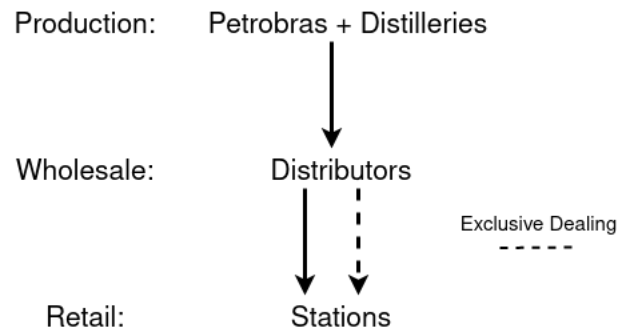 Production: Petrobras + Distilleries
Wholesale: Distributors
Exclusive Dealing
Retail: Stations